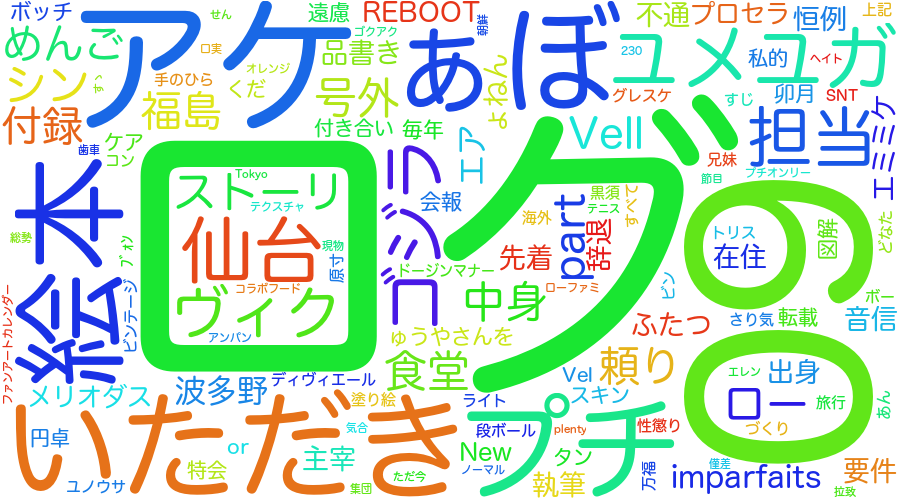 ボッチ
遠慮
REBOOT
朝鮮
不通
プロセラ
恒例
上記
せん
口実
ゴクアク
めんご
アケ
品書き
あぼ
ユメユガ
私的
ヘイト
230
シン
手のひら
オレンジ
くだ
よねん
グレスケ
卯月
SNT
付録
福島
号外
すじ
担当
エミミケ
ケア
コン
歯車
付き合い
毎年
エア
Vell
兄妹
節目
プチオンリー
絵本
Tokyo
ストーリ
テクスチャ
ゴジラ
会報
ログ
part
黒須
テニス
すべて
90
どなた
図解
総勢
仙台
現物
原寸
海外
辞退
トリス
在住
コラボフード
ドージンマナー
先着
ローファミ
ビン
ボー
ファンアートカレンダー
ビンテージ
ヴィク
中身
ふたつ
さり気
転載
音信
アンパン
ゅうやさんを
メリオダス
波多野
ディヴィエール
食堂
Vel
頼り
エレン
出身
塗り絵
ライト
スキン
ロー
旅行
あん
いただき
プチ
づくり
円卓
or
気合
段ボール
plenty
性懲り
特会
主宰
New
タン
要件
ただ今
ノーマル
万福
僅差
ユノウサ
集団
執筆
imparfaits
拉致